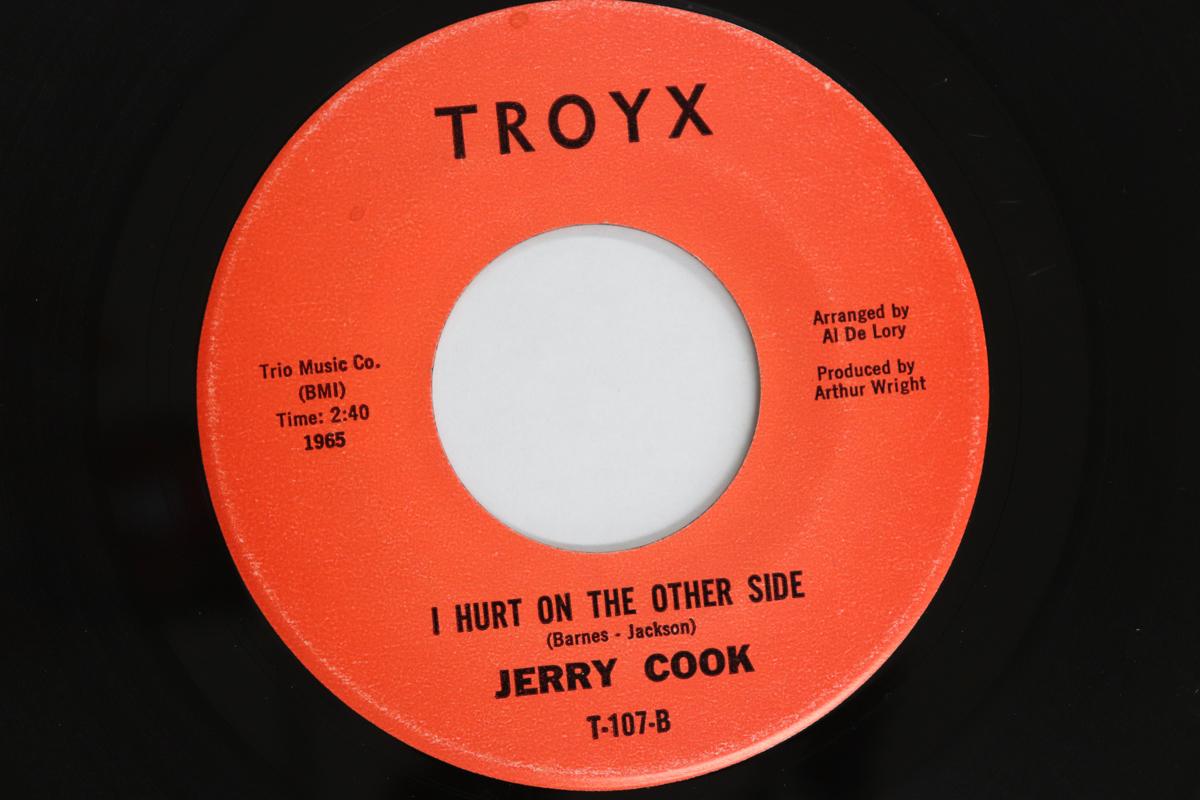 TROYX
Trio Music Co.
(BMI)
Time: 2:40
1965
Arranged by
Al De Lory
Produced by
Arthur Wright
I HURT ON THE OTHER SIDE
(Barnes - Jackson)
JERRY COOK
T-107-B